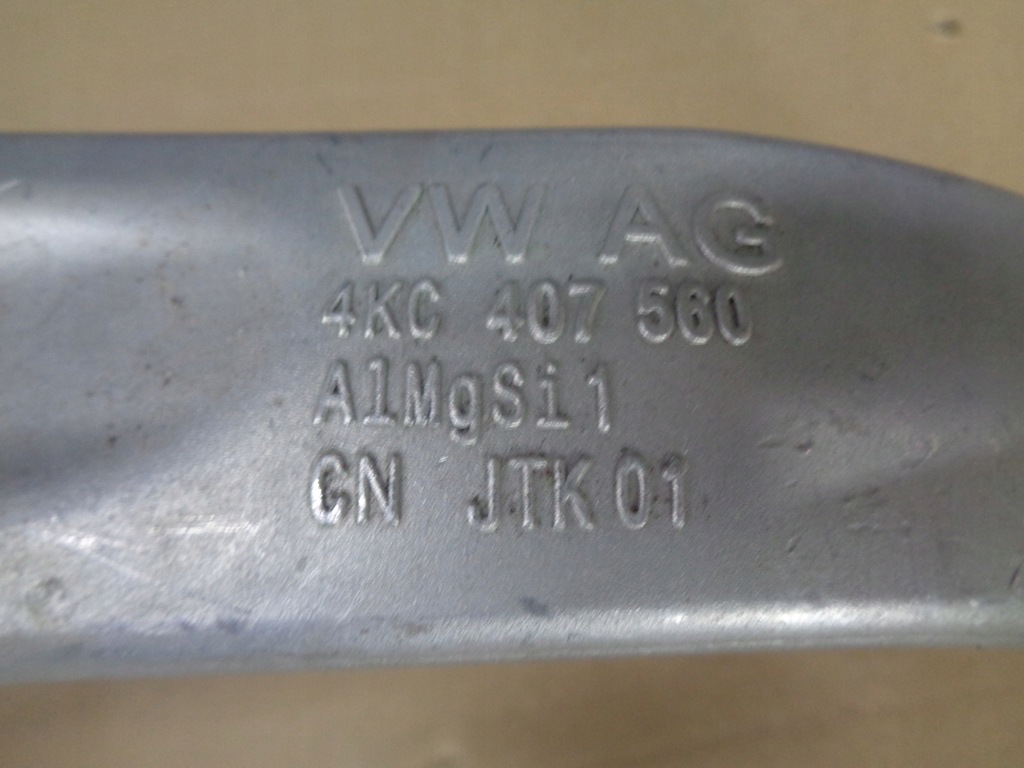 VW AG
4KC 407 560
AlMgSi1
CN JTK 01